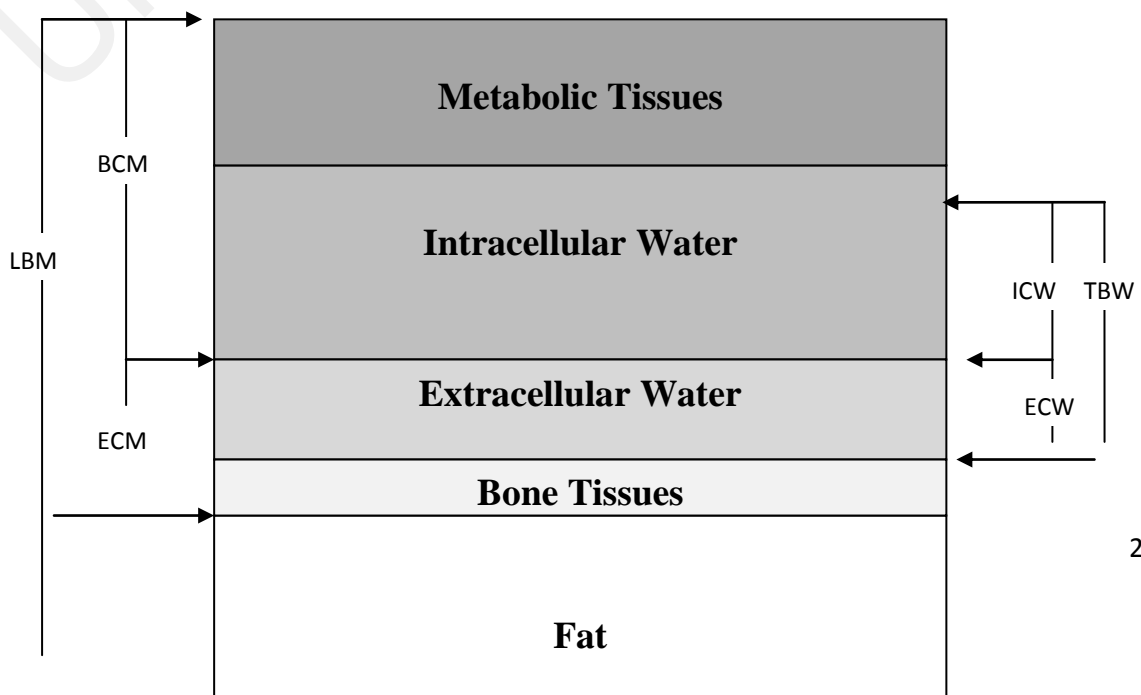 Metabolic Tissues
BCM
Intracellular Water
LBM
ICW TBW
Extracellular Water
ECW
ECM
Bone Tissues
2
Fat